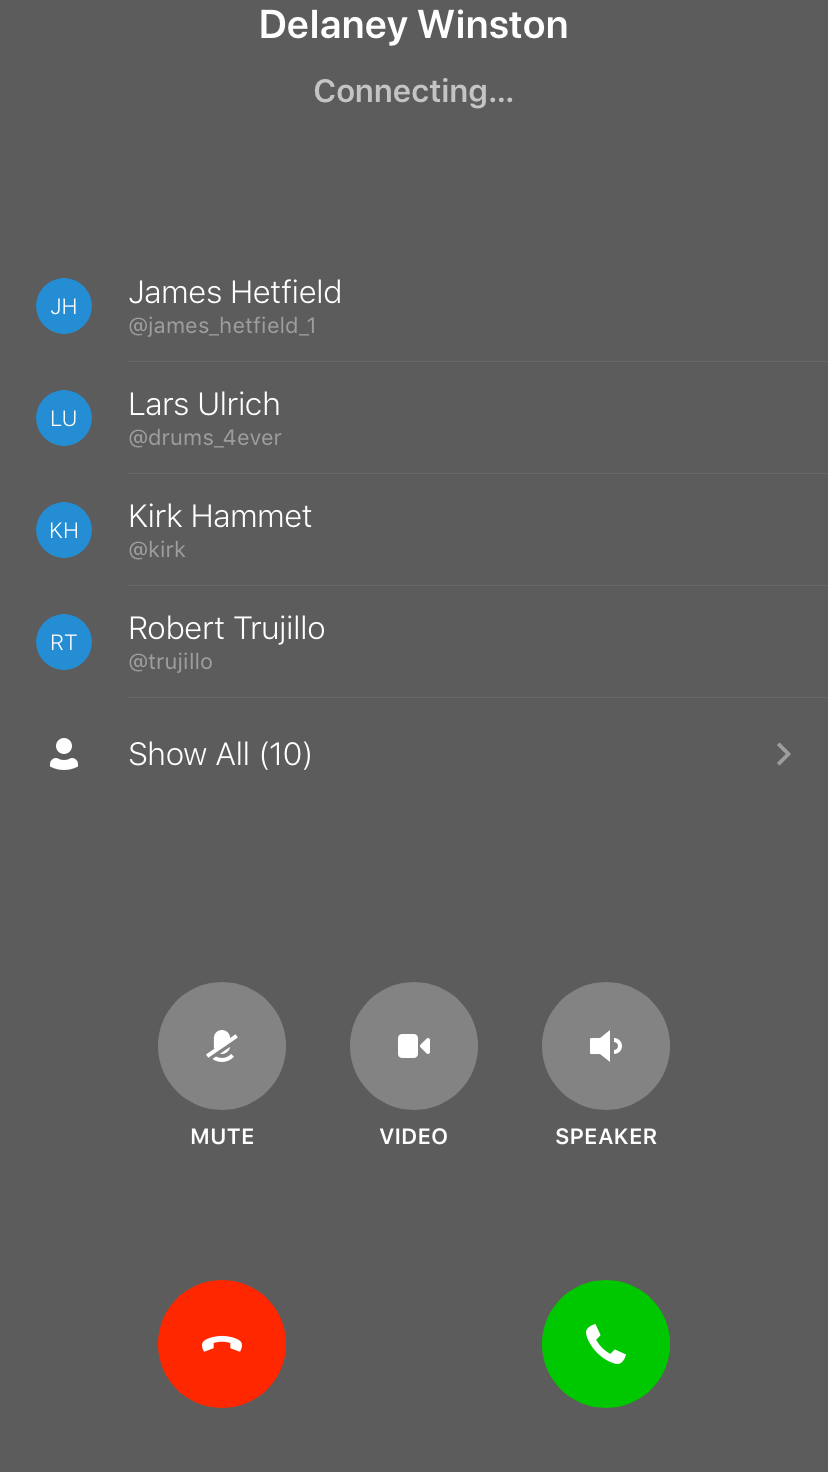 Delaney Winston
Connecting...
JH
James Hetfield
@james_hetfield_1
LU
Lars Ulrich
@drums_4ever
KH
Kirk Hammet
@kirk
RT
Robert Trujillo
@trujillo
Show All (10)
MUTE
VIDEO
SPEAKER